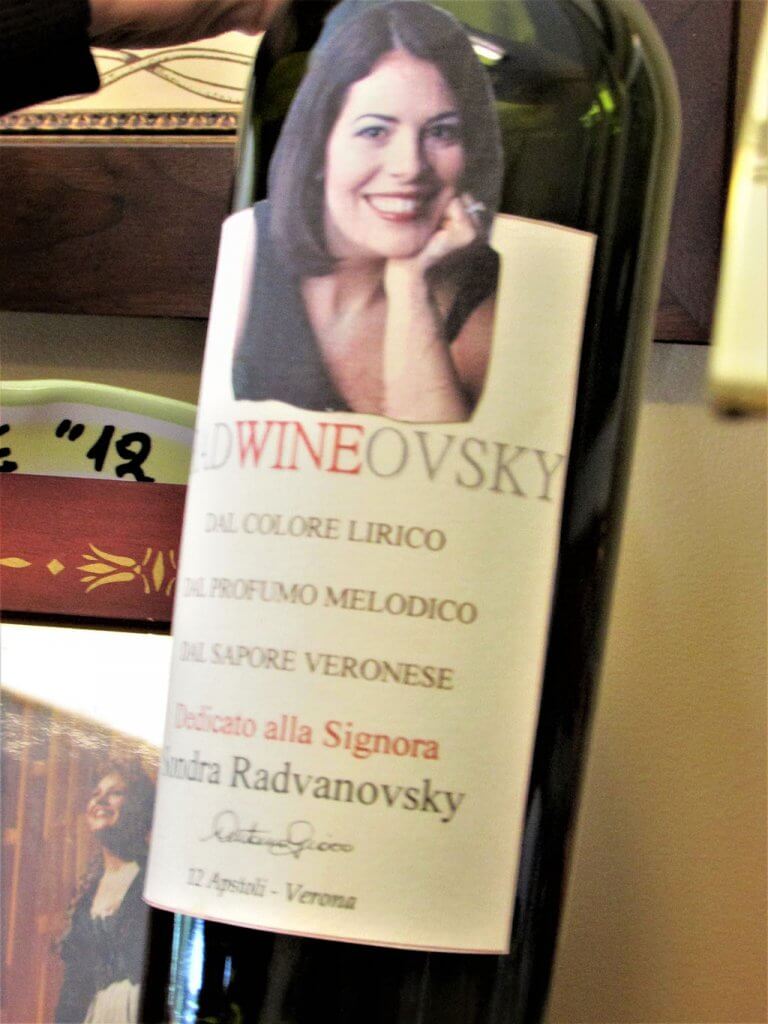 RADWINEOVSKY
DAL COLORE LIRICO
DAL PROFUMO MELODICO
DAL SAPORE VERONESE
Dedicato alla Signora
Sondra Radvanovsky
12 Apstoli - Verona
"12